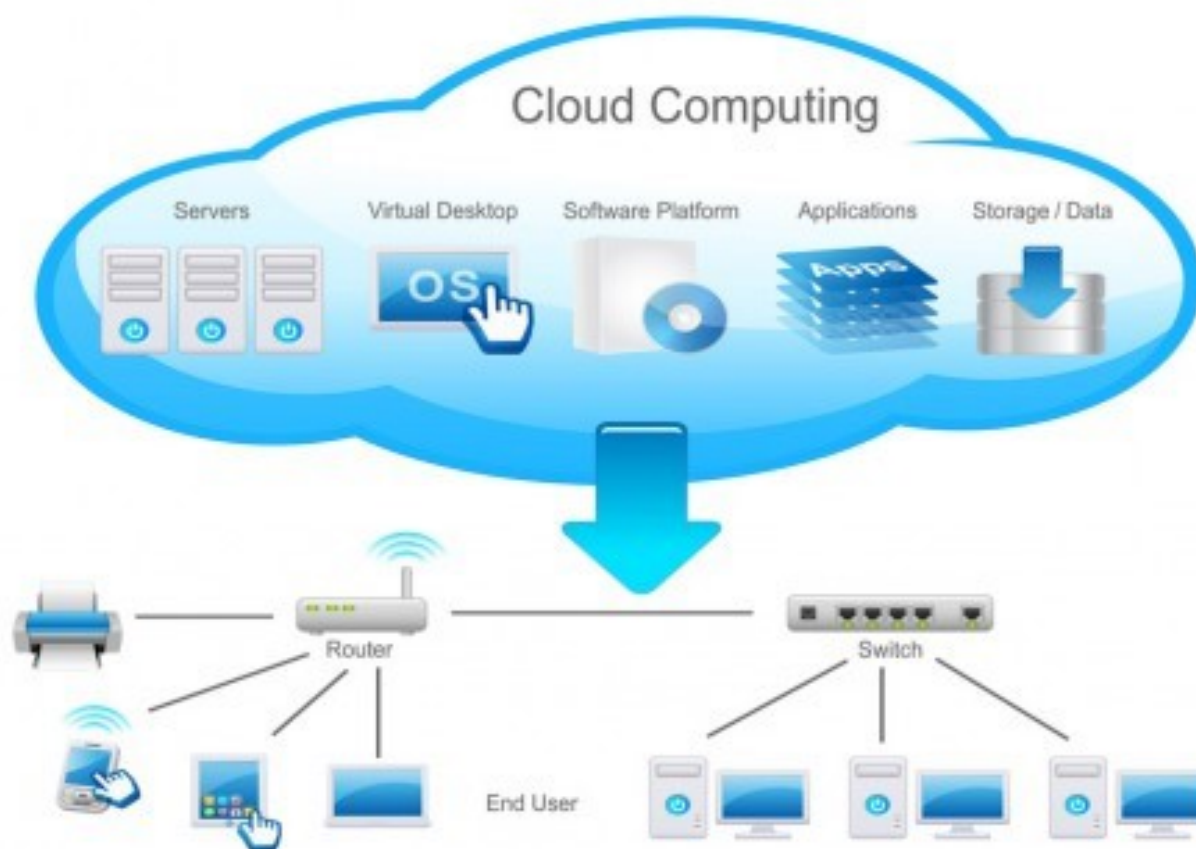 Cloud Computing
Servers
Virtual Desktop
Software Platform
Applications
Storage / Data
OS
Apps
Router
Switch
End User